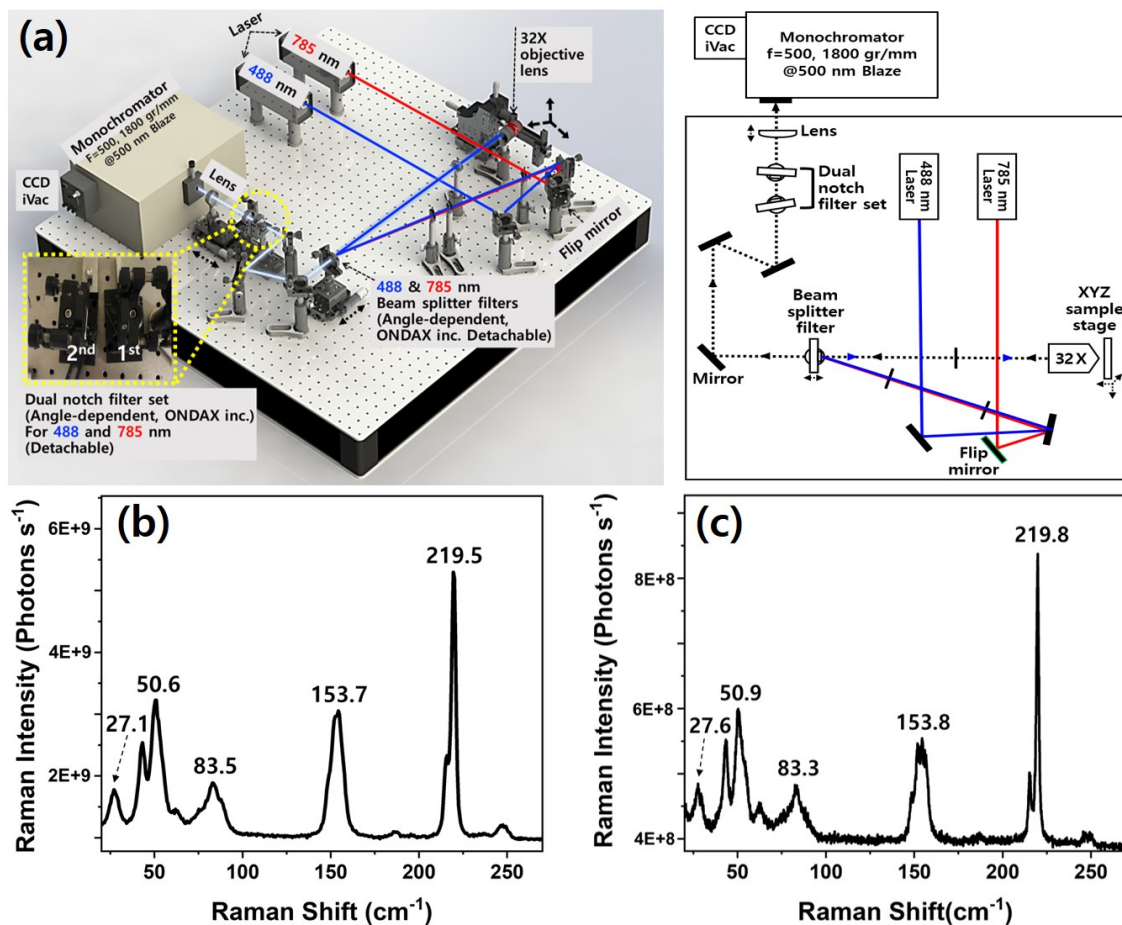 (a)
Laser
785 nm
488 nm
32X
objective
lens
Monochromator
F=500, 1800 gr/mm
@500 nm Blaze
CCD
iVac
Lens
Flip mirror
488 & 785 nm
Beam splitter filters
(Angle-dependent,
ONDAX inc. Detachable)
2nd 1st
Dual notch filter set
(Angle-dependent, ONDAX inc.)
For 488 and 785 nm
(Detachable)
CCD
iVac
Monochromator
f=500, 1800 gr/mm
@500 nm Blaze
Lens
Dual
notch
filter set
488 nm
Laser
785 nm
Laser
Beam
splitter
filter
XYZ
sample
stage
32X
Mirror
Flip
mirror
(b)
Raman Intensity (Photons s-1)
6E+9
4E+9
2E+9
27.1
50.6
83.5
153.7
219.5
50 100 150 200 250
Raman Shift (cm-1)
(c)
Raman Intensity (Photons s-1)
8E+8
6E+8
4E+8
27.6
50.9
83.3
153.8
219.8
50 100 150 200 250
Raman Shift(cm-1)